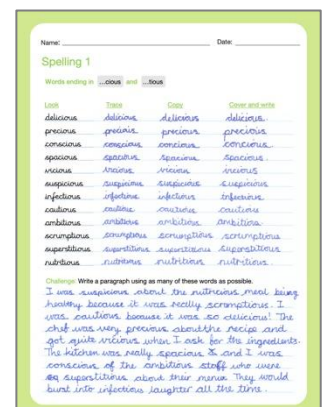 Name: Date:
Spelling 1
Words ending in ...cious and ...tious
Look Trace Copy Cover and write
delicious delicious delicious delicious.
precious precious precious precious
conscious conscious concious concious.
spacious spacious spacious spacious.
vicious vicious vicious vicious
suspicious suspicious suspicious suspicious
infectious infectious infectious infectious.
cautious cautious cautious cautiou
ambitious ambitious ambitious ambitious.
scrumptious scrumptious scrumptious scrumptious
superstitious superstitious superstitious superstitious
nutritious nutritious nutritious nutritious
Challenge Write a paragraph using as many of these words as possible.
I was suspicious about the nutricious meal being
healthy because it was really scromptious. I
was cautious because it was so delicious! The
chef was very precious about the recipe and
got quite vicious when I ask for the ingredients.
The kitchen was really spacious & and I was
conscious of the ambitious staff who were
superstitious about their menus. They would
burst into infectious laughter all the time.